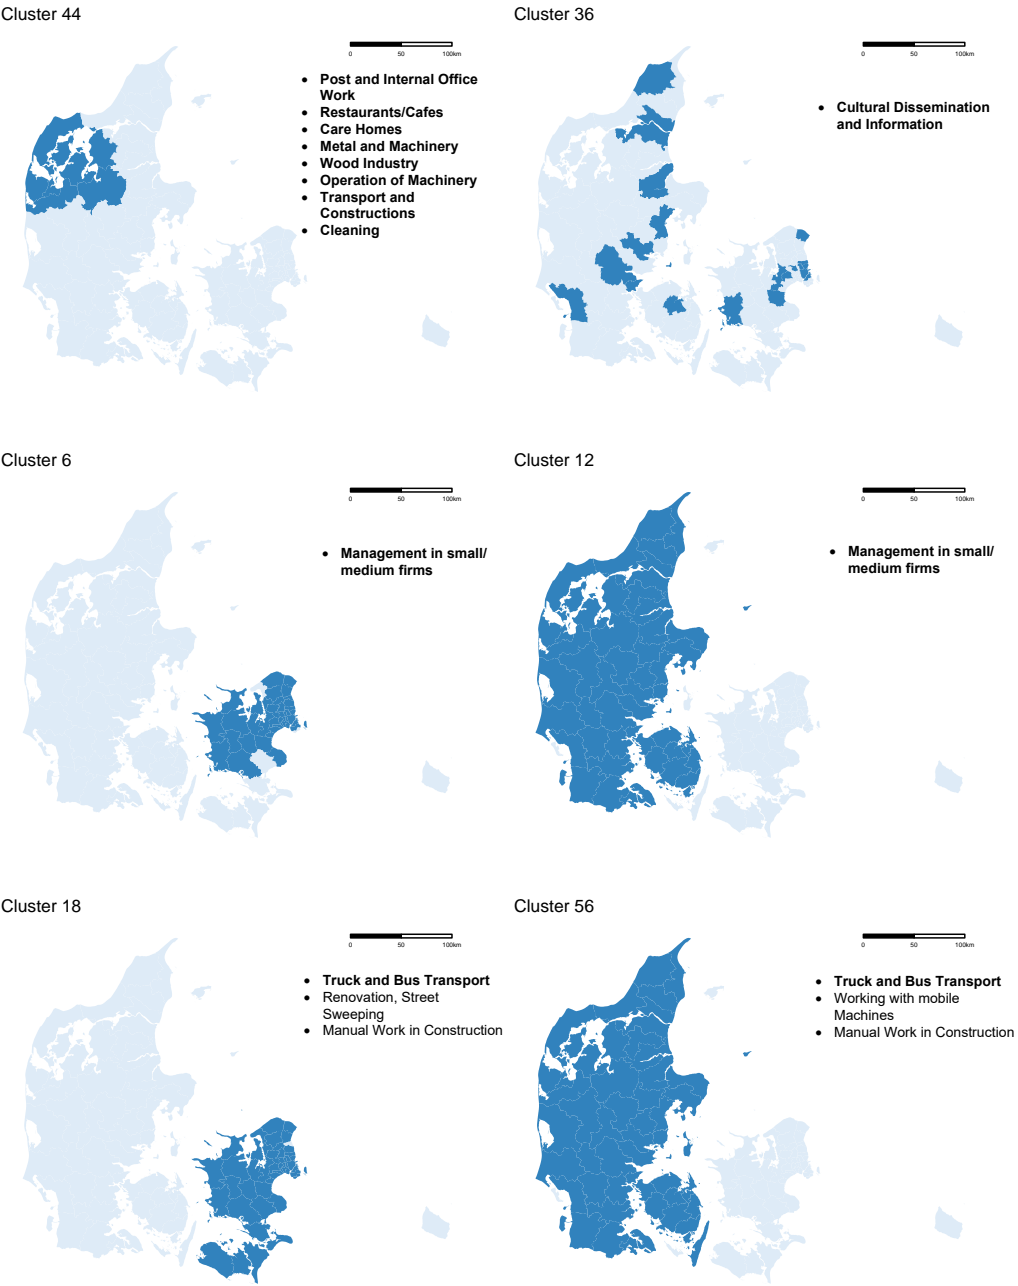 Cluster 44
0 50 100km
• Post and Internal Office
Work
• Restaurants/Cafes
• Care Homes
• Metal and Machinery
• Wood Industry
• Operation of Machinery
• Transport and
Constructions
• Cleaning
Cluster 36
0 50 100km
• Cultural Dissemination
and Information
Cluster 6
0 50 100km
• Management in small/
medium firms
Cluster 12
0 50 100km
• Management in small/
medium firms
Cluster 18
0 50 100km
• Truck and Bus Transport
• Renovation, Street
Sweeping
• Manual Work in Construction
Cluster 56
0 50 100km
• Truck and Bus Transport
• Working with mobile
Machines
• Manual Work in Construction